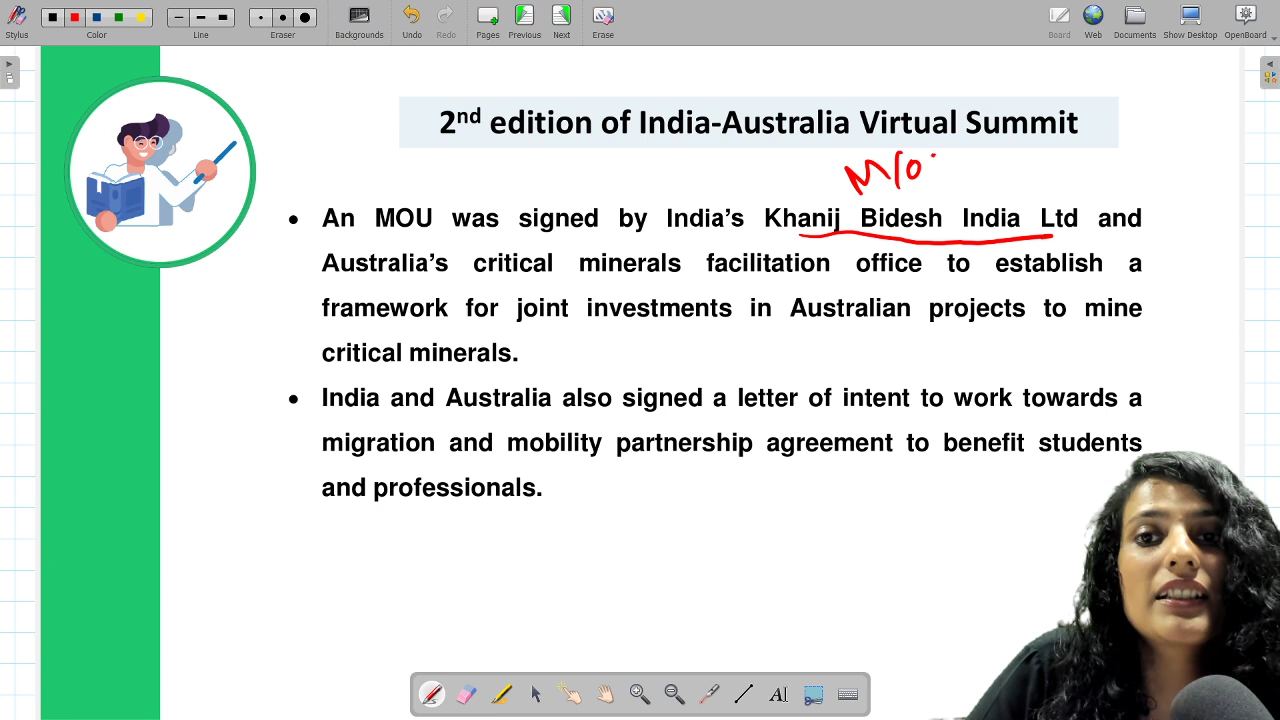 Stylus
Color
Line
Eraser
Backgrounds
Undo
Redo
Pages
Previous
Next
Erase
Board
Web
Documents
Show Desktop
OpenBoard
2nd edition of India-Australia Virtual Summit
M/o
• An MOU was signed by India's Khanij Bidesh India Ltd and
Australia's critical minerals facilitation office to establish a
framework for joint investments in Australian projects to mine
critical minerals.
• India and Australia also signed a letter of intent to work towards a
migration and mobility partnership agreement to benefit students
and professionals.
AI